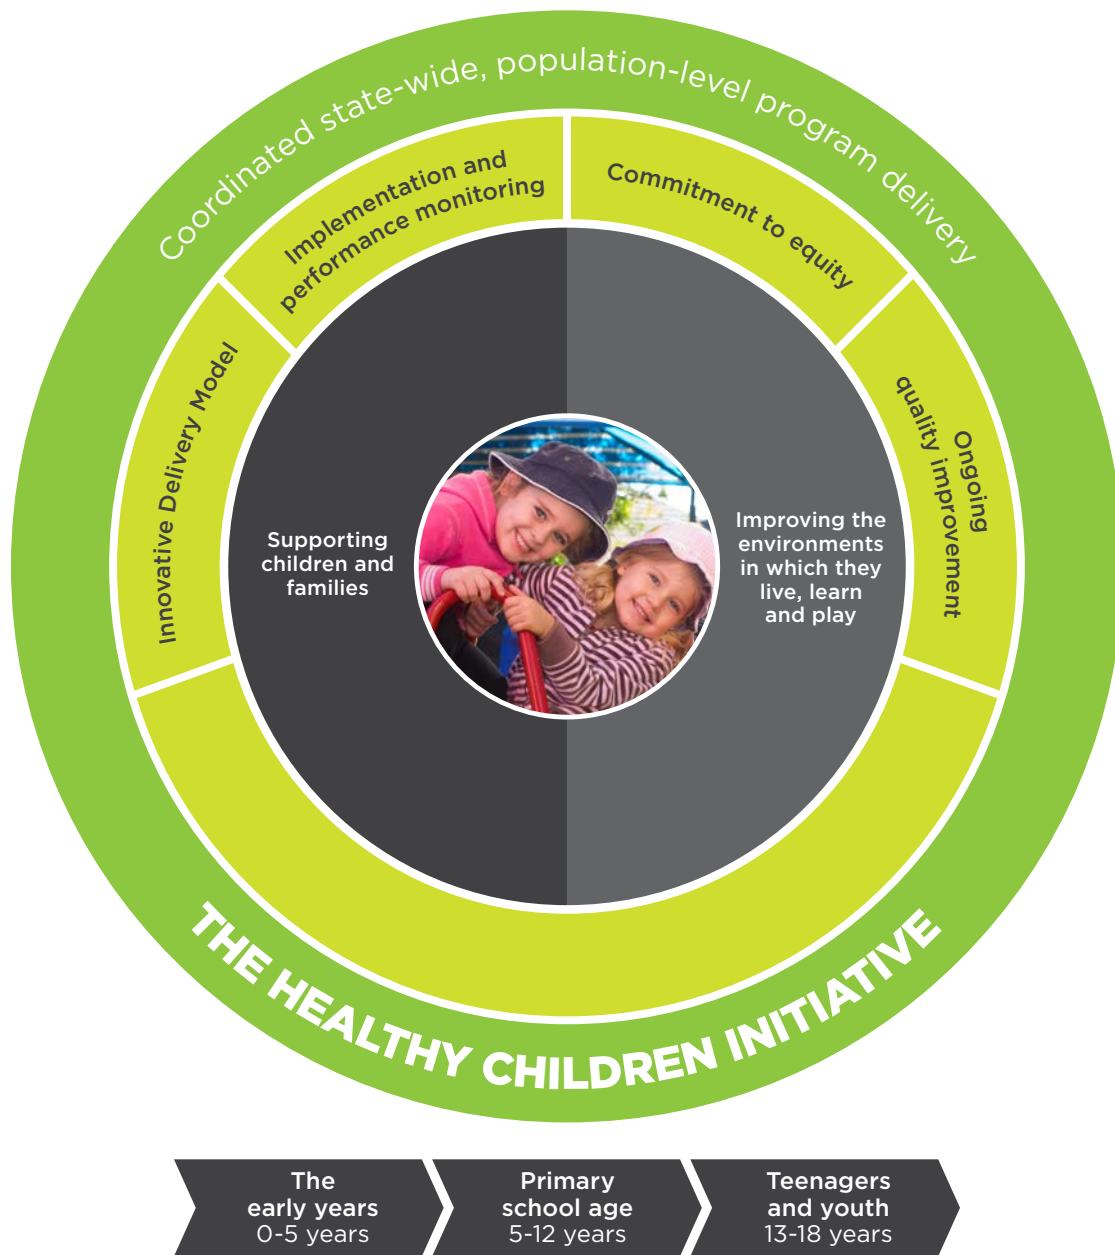 Coordinated state-wide, population-level program delivery
Implementation and
performance monitoring
Commitment to equity
Innovative Delivery Model
Ongoing
quality improvement
Supporting
children and
families
Improving the
environments
in which they
live, learn
and play
THE HEALTHY CHILDREN INITIATIVE
The
early years
0-5 years
Primary
school age
5-12 years
Teenagers
and youth
13-18 years